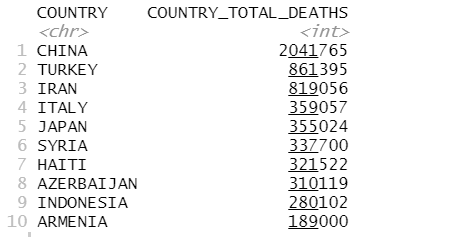 COUNTRY COUNTRY_TOTAL_DEATHS
<chr> <int>
1 CHINA 2041765
2 TURKEY 861395
3 IRAN 819056
4 ITALY 359057
5 JAPAN 355024
6 SYRIA 337700
7 HAITI 321522
8 AZERBAIJAN 310119
9 INDONESIA 280102
10 ARMENIA 189000